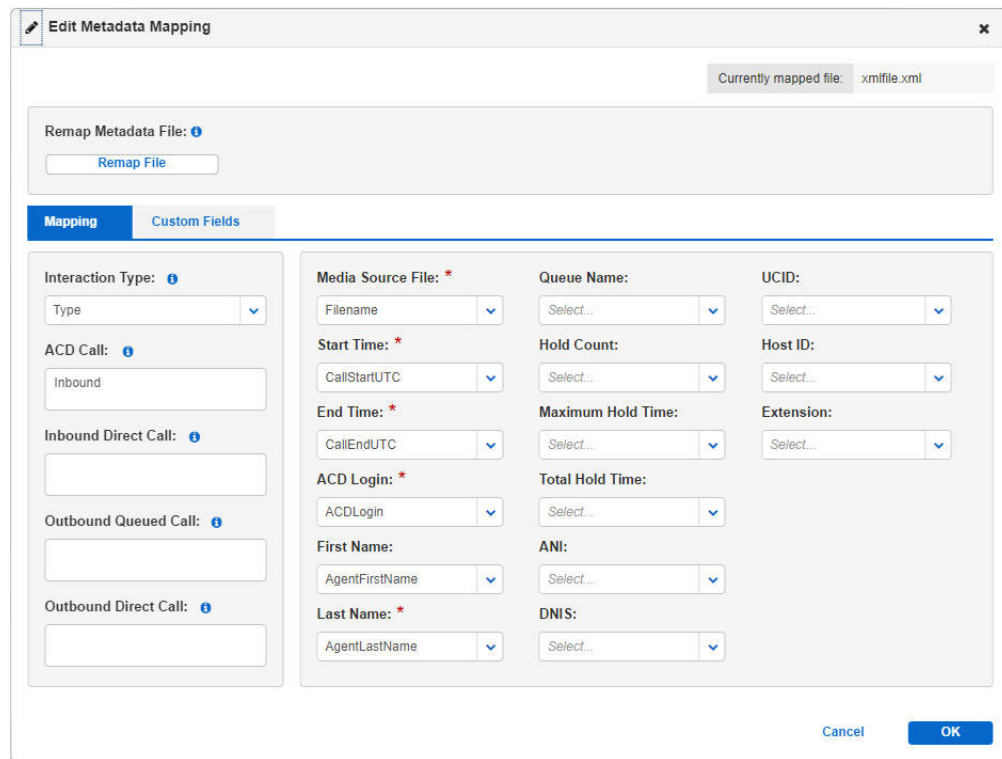 Edit Metadata Mapping
Currently mapped file: xmlfile.xml
Remap Metadata File:
Remap File
Mapping Custom Fields
Interaction Type:
Type
ACD Call:
Inbound
Inbound Direct Call:
Outbound Queued Call:
Outbound Direct Call:
Media Source File: *
Filename
Start Time: *
CallStartUTC
End Time: *
CallEndUTC
ACD Login: *
ACDLogin
First Name:
AgentFirstName
Last Name: *
AgentLastName
Queue Name:
Select...
Hold Count:
Select...
Maximum Hold Time:
Select...
Total Hold Time:
Select...
ANI:
Select...
DNIS:
Select...
UCID:
Select...
Host ID:
Select...
Extension:
Select...
Cancel OK